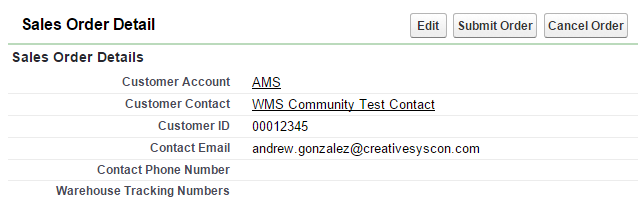 Sales Order Detail Edit Submit Order Cancel Order
Sales Order Details
Customer Account AMS
Customer Contact WMS Community Test Contact
Customer ID 00012345
Contact Email andrew.gonzalez@creativesyscon.com
Contact Phone Number
Warehouse Tracking Numbers